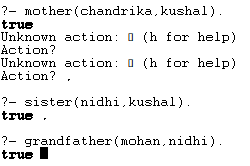 ?- mother(chandrika,kushal).
true
Unknown action: (h for help)
Action?
Unknown action: (h for help)
Action? ,
?- sister(nidhi,kushal).
true ,
?- grandfather(mohan,nidhi).
true